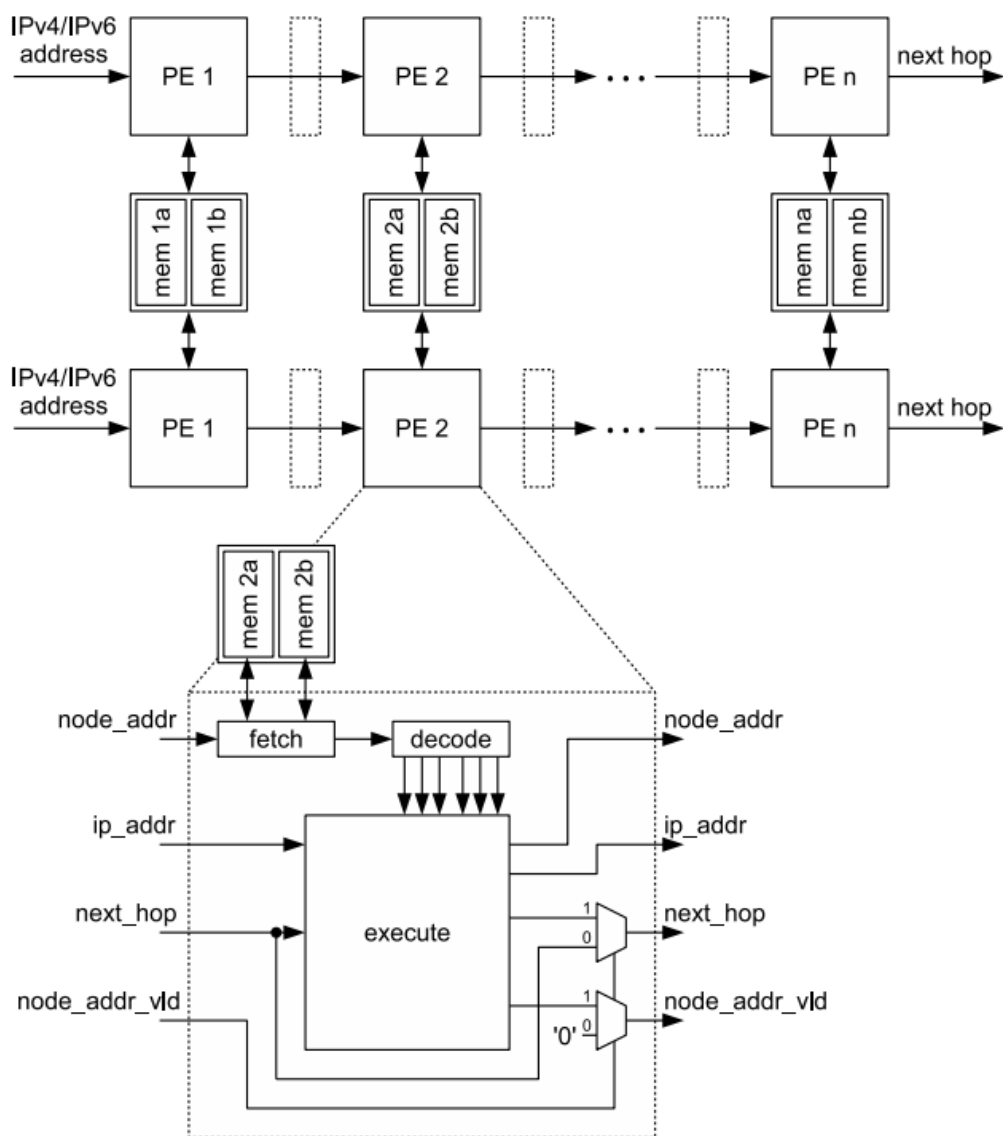 IPv4/IPv6
address
PE 1
PE 2
. . .
PE n
next hop
mem 1a
mem 1b
mem 2a
mem 2b
mem na
mem nb
IPv4/IPv6
address
PE 1
PE 2
. . .
PE n
next hop
mem 2a
mem 2b
node_addr
fetch
decode
node_addr
ip_addr
ip_addr
next_hop
execute
1
0
next_hop
node_addr_vld
1
'0' 0
node_addr_vld